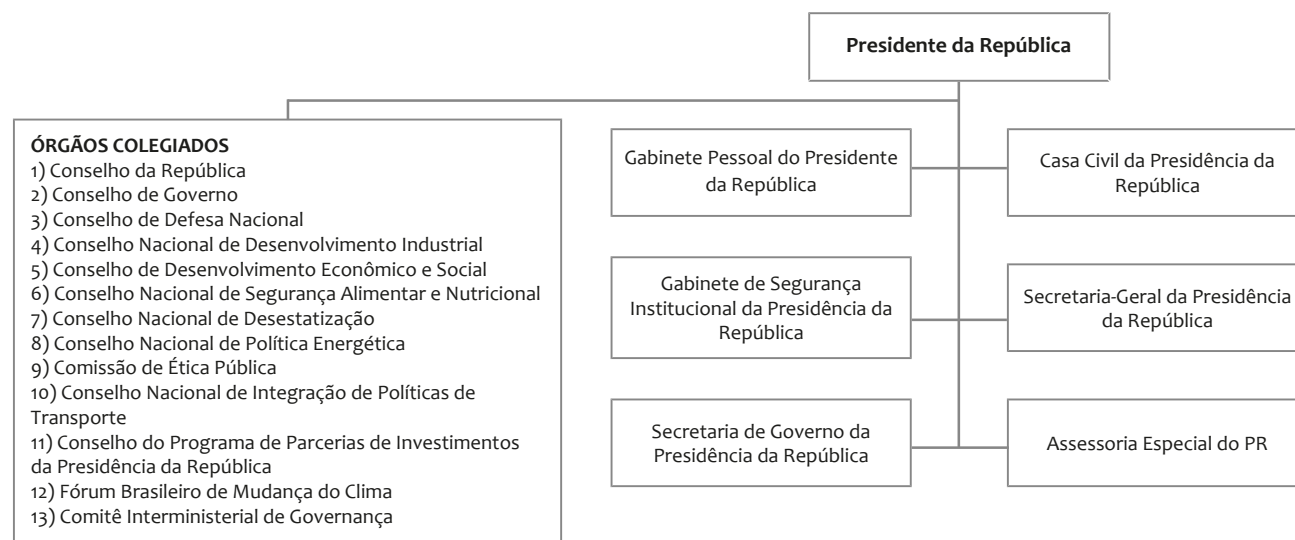 Presidente da República
ÓRGÃOS COLEGIADOS
1) Conselho da República
2) Conselho de Governo
3) Conselho de Defesa Nacional
4) Conselho Nacional de Desenvolvimento Industrial
5) Conselho de Desenvolvimento Econômico e Social
6) Conselho Nacional de Segurança Alimentar e Nutricional
7) Conselho Nacional de Desestatização
8) Conselho Nacional de Política Energética
9) Comissão de Ética Pública
10) Conselho Nacional de Integração de Políticas de
Transporte
11) Conselho do Programa de Parcerias de Investimentos
da Presidência da República
12) Fórum Brasileiro de Mudança do Clima
13) Comitê Interministerial de Governança
Gabinete Pessoal do Presidente
da República
Casa Civil da Presidência da
República
Gabinete de Segurança
Institucional da Presidência da
República
Secretaria-Geral da Presidência
da República
Secretaria de Governo da
Presidência da República
Assessoria Especial do PR